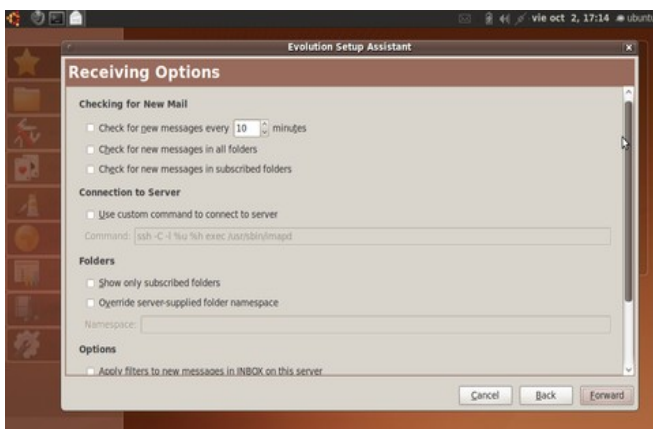 vie oct 2, 17:14 ubuntu
Evolution Setup Assistant
Receiving Options
Checking for New Mail
Check for new messages every 10 minutes
Check for new messages in all folders
Check for new messages in subscribed folders
Connection to Server
Use custom command to connect to server
Command: ssh -C -l %u %h exec /usr/sbin/imapd
Folders
Show only subscribed folders
Override server-supplied folder namespace
Namespace:
Options
Apply filters to new messages in INBOX on this server
Cancel Back Forward